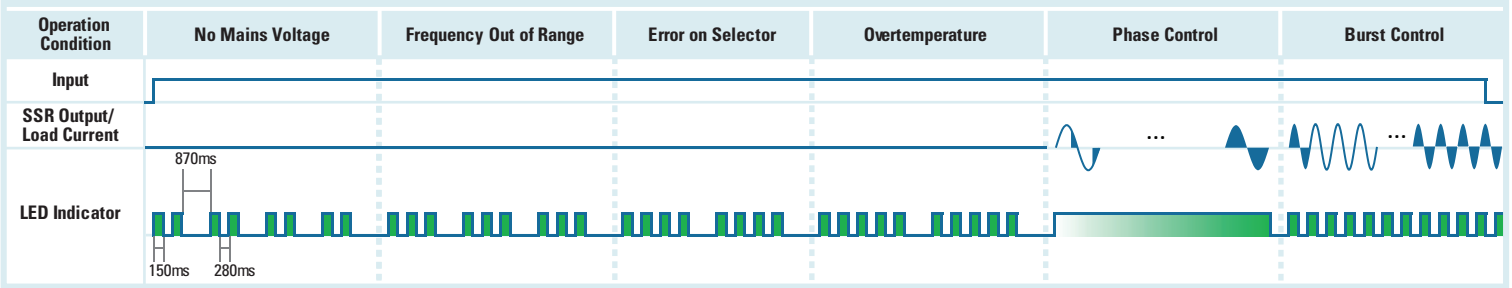 Operation
Condition
No Mains Voltage
Frequency Out of Range
Error on Selector
Overtemperature
Phase Control
Burst Control
Input
SSR Output/
Load Current
...
...
870ms
LED Indicator
150ms
280ms